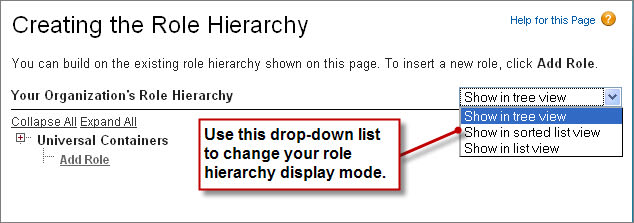 Creating the Role Hierarchy
Help for this Page ?
You can build on the existing role hierarchy shown on this page. To insert a new role, click Add Role.
Your Organization's Role Hierarchy
Show in tree view
Collapse All Expand All
Show in tree view
Show in sorted list view
Show in list view
Universal Containers
Add Role
Use this drop-down list
to change your role
hierarchy display mode.